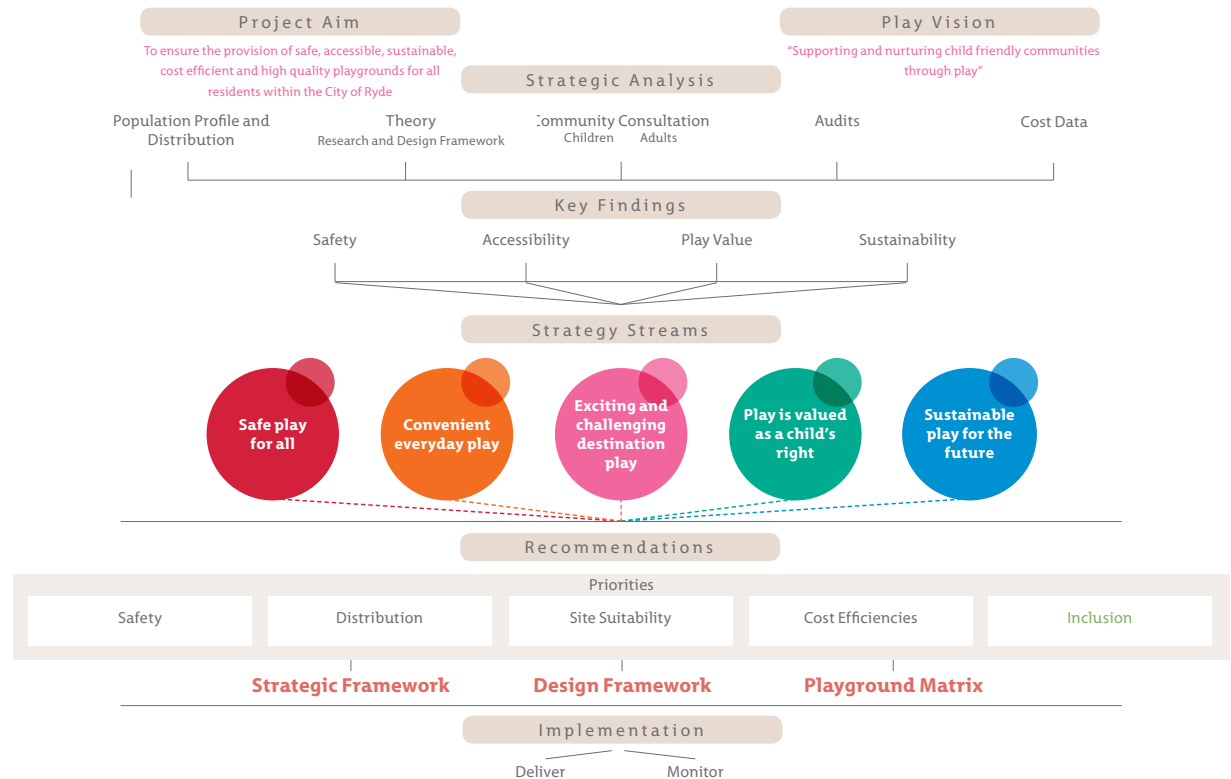 Project Aim
Play Vision
To ensure the provision of safe, accessible, sustainable,
cost efficient and high quality playgrounds for all
residents within the City of Ryde
“Supporting and nurturing child friendly communities
through play”
Strategic Analysis
Population Profile and
Distribution
Theory
Research and Design Framework
ommunity Consultation
Children Adults
Audits
Cost Data
Key Findings
Safety
Accessibility
Play Value
Sustainability
Strategy Streams
Safe play
for all
Convenient
everyday play
Exciting and
challenging
destination
play
Play is valued
as a child’s
right
Sustainable
play for the
future
Recommendations
Priorities
Safety
Distribution
Site Suitability
Cost Efficiencies
Inclusion
Strategic Framework
Design Framework
Playground Matrix
Implementation
Deliver
Monitor